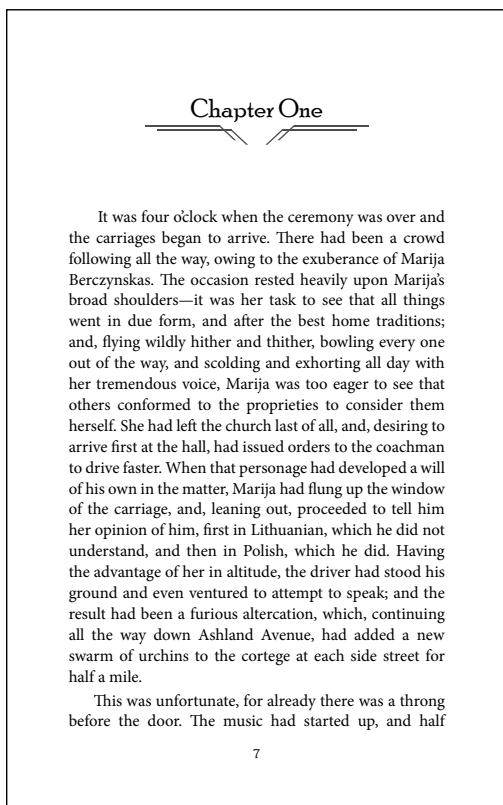 Chapter One
It was four o'clock when the ceremony was over and
the carriages began to arrive. There had been a crowd
following all the way, owing to the exuberance of Marija
Berczynskas. The occasion rested heavily upon Marija's
broad shoulders—it was her task to see that all things
went in due form, and after the best home traditions;
and, flying wildly hither and thither, bowling every one
out of the way, and scolding and exhorting all day with
her tremendous voice, Marija was too eager to see that
others conformed to the proprieties to consider them
herself. She had left the church last of all, and, desiring to
arrive first at the hall, had issued orders to the coachman
to drive faster. When that personage had developed a will
of his own in the matter, Marija had flung up the window
of the carriage, and, leaning out, proceeded to tell him
her opinion of him, first in Lithuanian, which he did not
understand, and then in Polish, which he did. Having
the advantage of her in altitude, the driver had stood his
ground and even ventured to attempt to speak; and the
result had been a furious altercation, which, continuing
all the way down Ashland Avenue, had added a new
swarm of urchins to the cortege at each side street for
half a mile.
This was unfortunate, for already there was a throng
before the door. The music had started up, and half
7